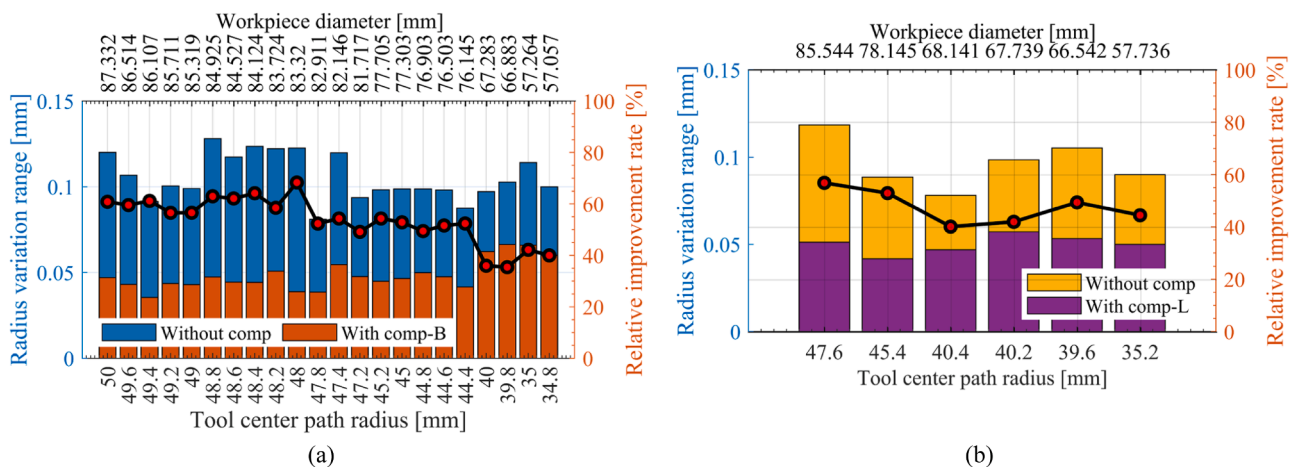 Workpiece diameter [mm]
87.332 86.514 86.107 85.711 85.319 84.925 84.527 84.124 83.724 83.32 82.911 82.146 81.717 77.705 77.303 76.903 76.503 76.145 67.283 66.883 57.264 57.057
Radius variation range [mm]
0.15
0.1
0.05
0
100
80
60
40
20
0
Relative improvement rate [%]
Without comp With comp-B
50 49.6 49.4 49.2 49 48.8 48.6 48.4 48.2 48 47.8 47.4 47.2 45.2 45 44.8 44.6 44.4 40 39.8 35 34.8
Tool center path radius [mm]
(a)
Workpiece diameter [mm]
85.544 78.145 68.141 67.739 66.542 57.736
Radius variation range [mm]
0.15
0.1
0.05
0
100
80
60
40
20
0
Relative improvement rate [%]
Without comp
With comp-L
47.6 45.4 40.4 40.2 39.6 35.2
Tool center path radius [mm]
(b)